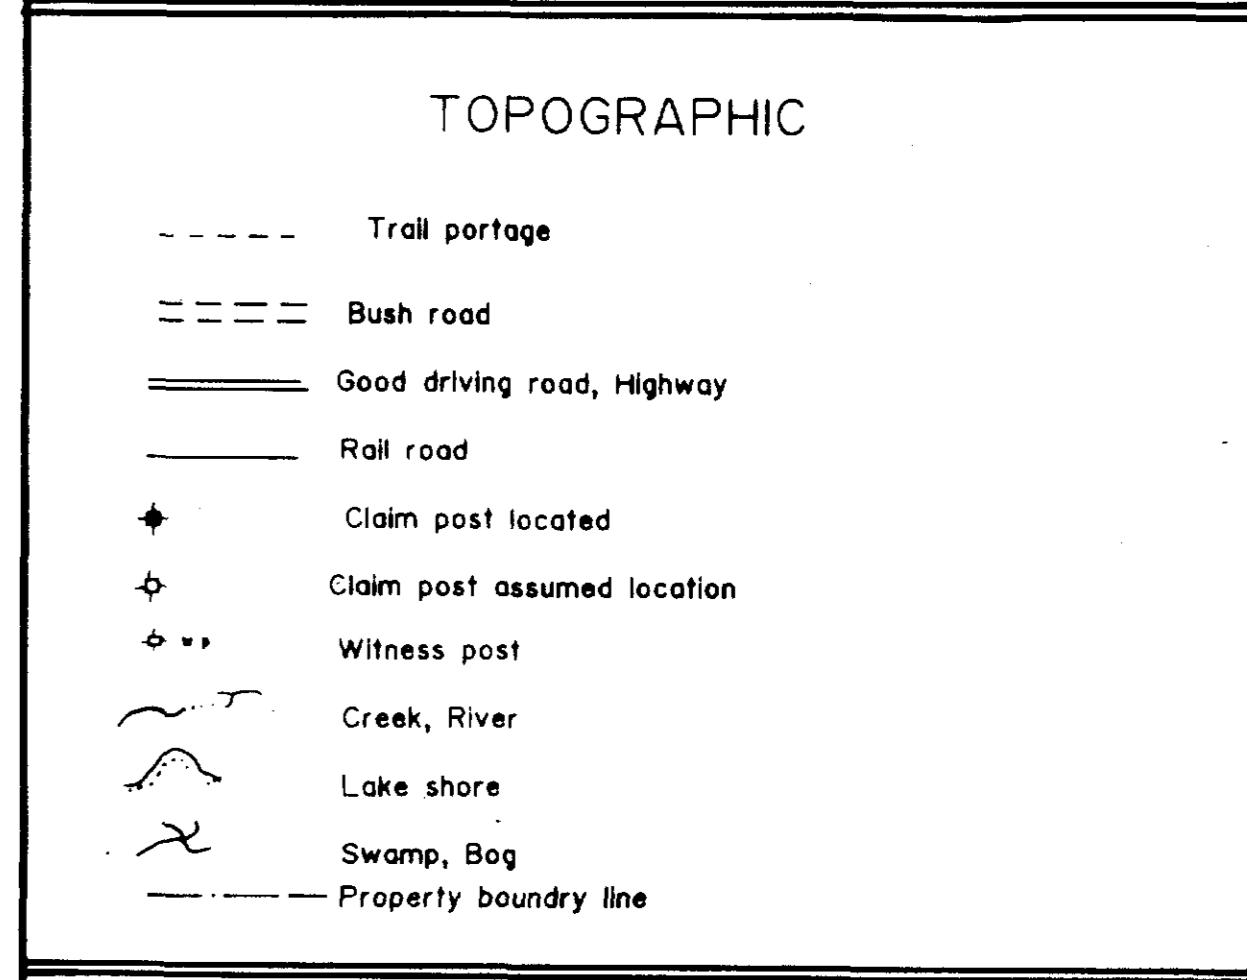 TOPOGRAPHIC
Trail portage
Bush road
Good driving road, Highway
Rail road
Claim post located
Claim post assumed location
w p
Witness post
Creek, River
Lake shore
Swamp, Bog
Property boundry line